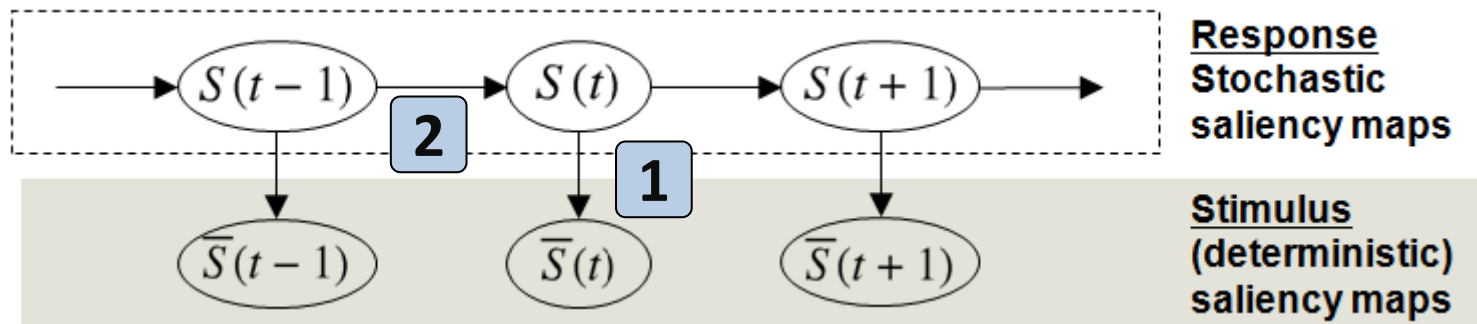 S(t − 1) S(t) S(t + 1)
Response
Stochastic
saliency maps
2
1
S̅(t − 1) S̅(t) S̅(t + 1)
Stimulus
(deterministic)
saliency maps